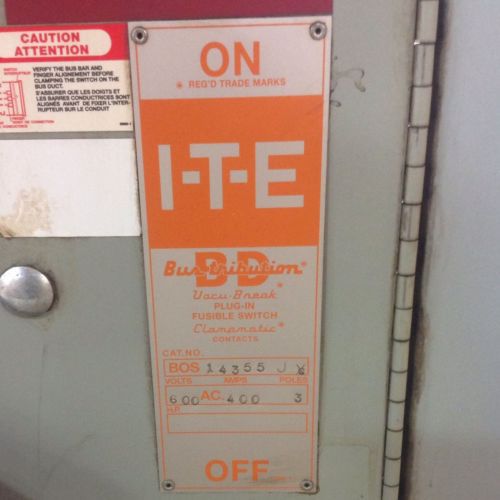 CAUTION
ATTENTION
VERIFY THE BUS BAR AND
FINGER ALIGNEMENT BEFORE
CLAMPING THE SWITCH ON THE
BUS DUCT.
S'ASSURER QUE LES DOIGTS ET
LES BARRES CONDUCTRICES SONT
ALIGNÉS AVANT DE FIXER L'INTER-
RUPTEUR SUR LE CONDUIT
ON
* REG'D TRADE MARKS
I-T-E
BD
Bus-tribution*
Vacu-Break*
PLUG-IN
FUSIBLE SWITCH
Clampmatic*
CONTACTS
CAT.NO.
BOS 14355 J
VOLTS AMPS POLES
600 AC 400 3
H.P.
OFF